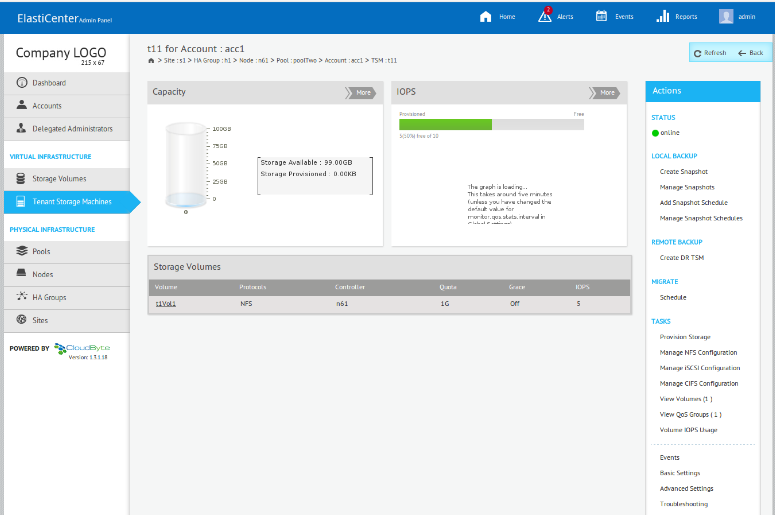 ElastiCenter Admin Panel
Home
2
Alerts
Events
Reports
admin
Company LOGO
215 x 67
Dashboard
Accounts
Delegated Administrators
VIRTUAL INFRASTRUCTURE
Storage Volumes
Tenant Storage Machines
PHYSICAL INFRASTRUCTURE
Pools
Nodes
HA Groups
Sites
POWERED BY CloudByte
Version: 1.3.1.18
t11 for Account : acc1
> Site : s1 > HA Group : h1 > Node : n61 > Pool : poolTwo > Account : acc1 > TSM : t11
Refresh
Back
Capacity
More
100GB
75GB
50GB
25GB
0
0
Storage Available : 99.00GB
Storage Provisioned : 0.00KB
IOPS
More
Provisioned Free
5(50%) free of 10
The graph is loading...
This takes around five minutes
(unless you have changed the
default value for
monitor.qos.stats.interval in
Global Settings)
Storage Volumes
Volume Protocols Controller Quota Grace IOPS
t1Vol1 NFS n61 1G Off 5
Actions
STATUS
online
LOCAL BACKUP
Create Snapshot
Manage Snapshots
Add Snapshot Schedule
Manage Snapshot Schedules
REMOTE BACKUP
Create DR TSM
MIGRATE
Schedule
TASKS
Provision Storage
Manage NFS Configuration
Manage iSCSI Configuration
Manage CIFS Configuration
View Volumes (1 )
View QoS Groups ( 1 )
Volume IOPS Usage
Events
Basic Settings
Advanced Settings
Troubleshooting